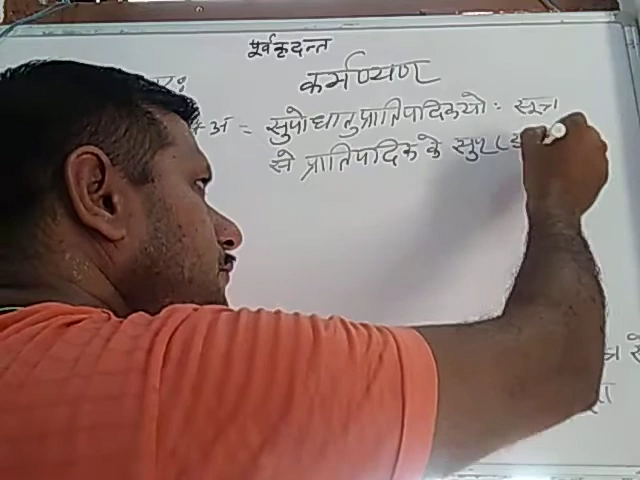 पूर्वकृदन्त
कर्मण्यण
+ अ = सुपोधातुप्रातिपदिकयोः सूत्र
से प्रातिपदिक के सु
से